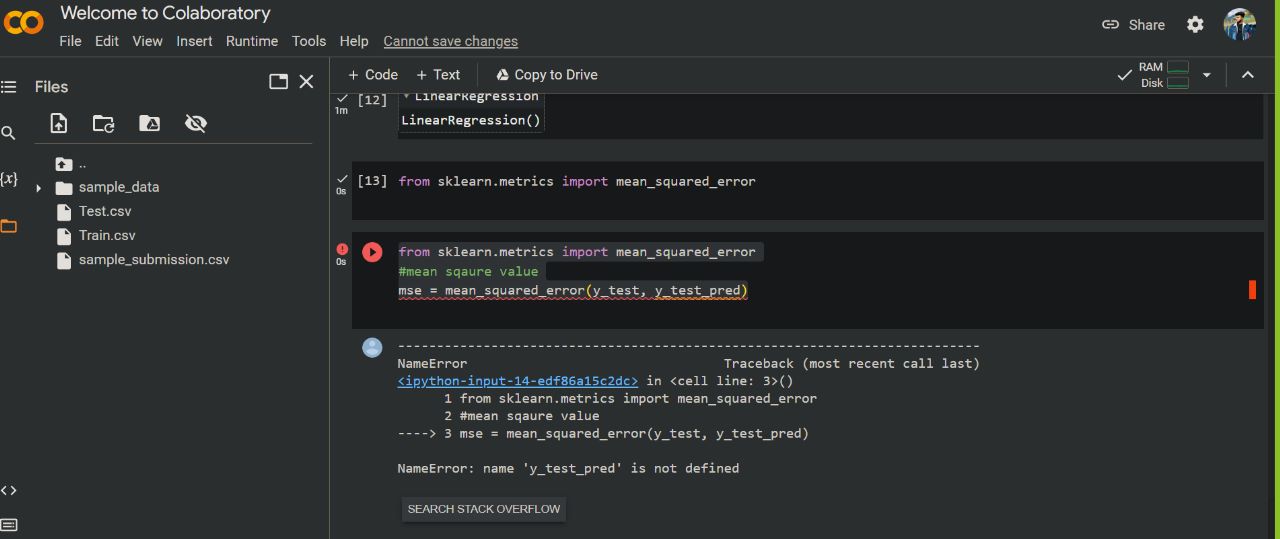 Welcome to Colaboratory
File Edit View Insert Runtime Tools Help Cannot save changes
Share
Files
+ Code + Text Copy to Drive
RAM
Disk
..
sample_data
Test.csv
Train.csv
sample_submission.csv
{x}
<>
1m
[12]
LinearRegression
LinearRegression()
0s
[13] from sklearn.metrics import mean_squared_error
0s
from sklearn.metrics import mean_squared_error
#mean sqaure value
mse = mean_squared_error(y_test, y_test_pred)
---------------------------------------------------------------------------
NameError Traceback (most recent call last)
<ipython-input-14-edf86a15c2dc> in <cell line: 3>()
1 from sklearn.metrics import mean_squared_error
2 #mean sqaure value
----> 3 mse = mean_squared_error(y_test, y_test_pred)
NameError: name 'y_test_pred' is not defined
SEARCH STACK OVERFLOW